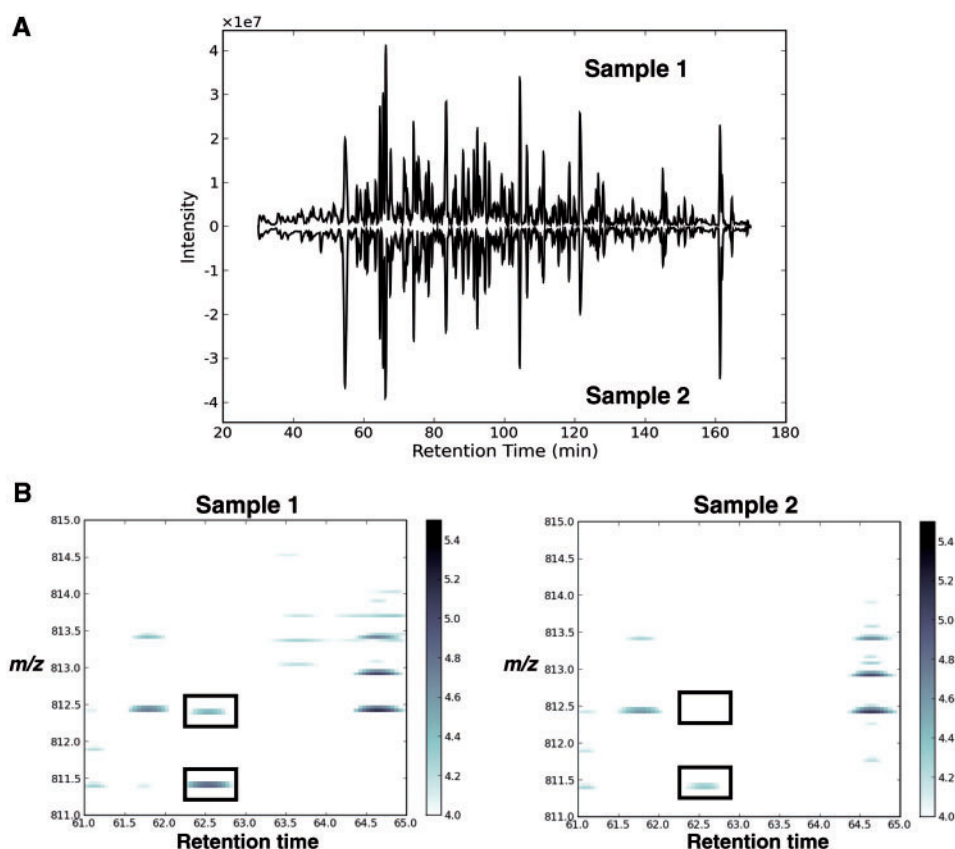 A
×1e7
4
3
2
1
0
-1
-2
-3
-4
Intensity
Sample 1
Sample 2
20 40 60 80 100 120 140 160 180
Retention Time (min)
B
Sample 1
815.0
814.5
814.0
813.5
813.0
812.5
812.0
811.5
811.0
m/z
61.0 61.5 62.0 62.5 63.0 63.5 64.0 64.5 65.0
Retention time
5.4
5.2
5.0
4.8
4.6
4.4
4.2
4.0
Sample 2
815.0
814.5
814.0
813.5
813.0
812.5
812.0
811.5
811.0
m/z
61.0 61.5 62.0 62.5 63.0 63.5 64.0 64.5 65.0
Retention time
5.4
5.2
5.0
4.8
4.6
4.4
4.2
4.0